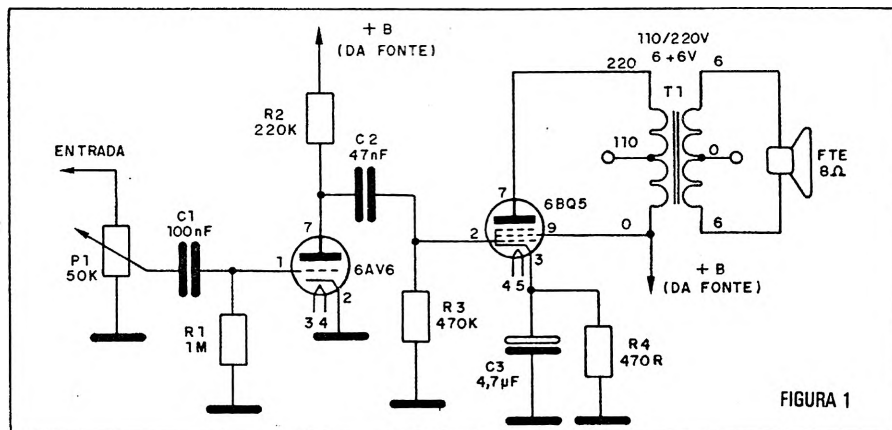 + B
(DA FONTE)
110/220V
6 + 6V
220
6
T1
R2
220K
C2
47nF
ENTRADA
110
0
FTE
8Ω
C1
100nF
7
7
6BQ5
P1
50K
1
6AV6
2
9
0
6
3 4
2
4 5
3
+ B
(DA FONTE)
R1
1M
R3
470K
C3
4,7µF
R4
470R
FIGURA 1